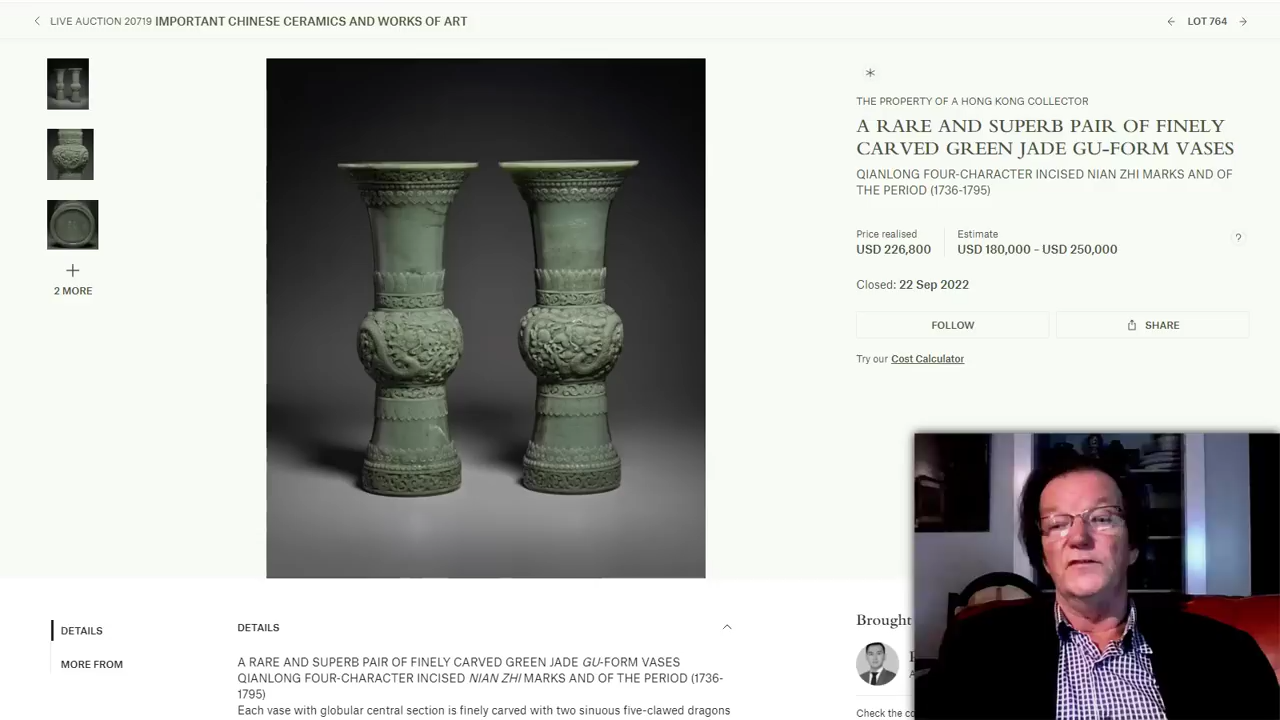 LIVE AUCTION 20719 IMPORTANT CHINESE CERAMICS AND WORKS OF ART
LOT 764
2 MORE
THE PROPERTY OF A HONG KONG COLLECTOR
A RARE AND SUPERB PAIR OF FINELY
CARVED GREEN JADE GU-FORM VASES
QIANLONG FOUR-CHARACTER INCISED NIAN ZHI MARKS AND OF
THE PERIOD (1736-1795)
Price realised
USD 226,800
Estimate
USD 180,000 – USD 250,000
?
Closed: 22 Sep 2022
FOLLOW
SHARE
Try our Cost Calculator
DETAILS
MORE FROM
DETAILS
A RARE AND SUPERB PAIR OF FINELY CARVED GREEN JADE GU-FORM VASES
QIANLONG FOUR-CHARACTER INCISED NIAN ZHI MARKS AND OF THE PERIOD (1736-
1795)
Each vase with globular central section is finely carved with two sinuous five-clawed dragons
Brought
Check the